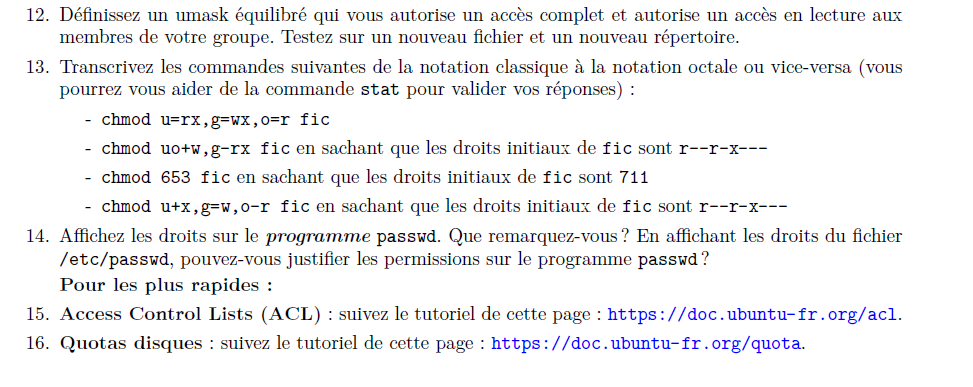 12. Définissez un umask équilibré qui vous autorise un accès complet et autorise un accès en lecture aux
membres de votre groupe. Testez sur un nouveau fichier et un nouveau répertoire.
13. Transcrivez les commandes suivantes de la notation classique à la notation octale ou vice-versa (vous
pourrez vous aider de la commande stat pour valider vos réponses) :
- chmod u=rx,g=wx,o=r fic
- chmod uo+w,g-rx fic en sachant que les droits initiaux de fic sont r--r-x---
- chmod 653 fic en sachant que les droits initiaux de fic sont 711
- chmod u+x,g=w,o-r fic en sachant que les droits initiaux de fic sont r--r-x---
14. Affichez les droits sur le programme passwd. Que remarquez-vous ? En affichant les droits du fichier
/etc/passwd, pouvez-vous justifier les permissions sur le programme passwd ?
Pour les plus rapides :
15. Access Control Lists (ACL) : suivez le tutoriel de cette page : https://doc.ubuntu-fr.org/acl.
16. Quotas disques : suivez le tutoriel de cette page : https://doc.ubuntu-fr.org/quota.